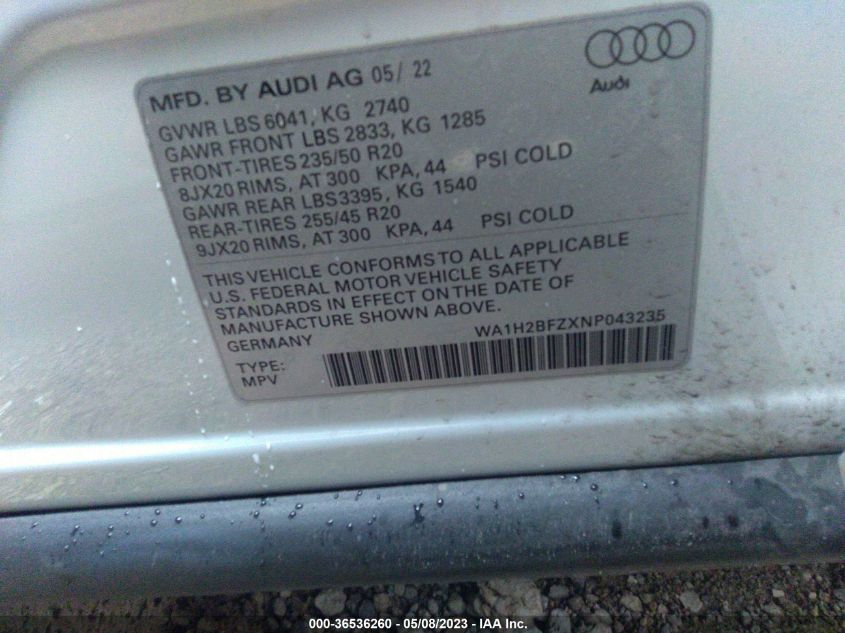 MFD. BY AUDI AG 05/ 22
Audi
GVWR LBS 6041, KG 2740
GAWR FRONT LBS 2833, KG 1285
FRONT-TIRES 235/50 R20
8JX20 RIMS, AT 300 KPA, 44 PSI COLD
GAWR REAR LBS3395, KG 1540
REAR-TIRES 255/45 R20
9JX20 RIMS, AT 300 KPA, 44 PSI COLD
THIS VEHICLE CONFORMS TO ALL APPLICABLE
U.S. FEDERAL MOTOR VEHICLE SAFETY
STANDARDS IN EFFECT ON THE DATE OF
MANUFACTURE SHOWN ABOVE.
GERMANY WA1H2BFZXNP043235
TYPE:
MPV
000-36536260 - 05/08/2023 - IAA Inc.